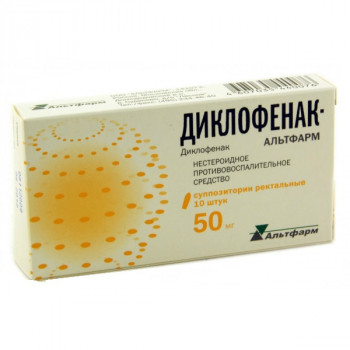 Альтфарм
ДИКЛОФЕНАК-
АЛЬТФАРМ
Диклофенак
НЕСТЕРОИДНОЕ
ПРОТИВОВОСПАЛИТЕЛЬНОЕ
СРЕДСТВО
суппозитории ректальные
10 штук
50 мг
Альтфарм